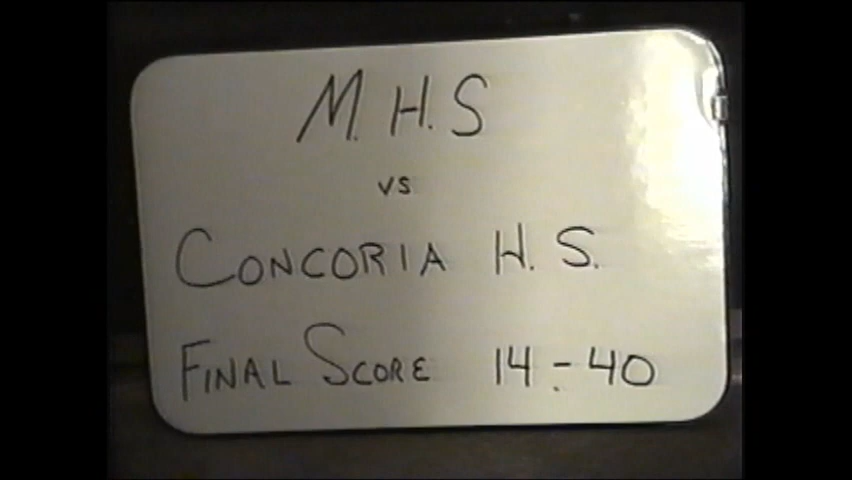 M. H. S
vs
CONCORIA H. S.
FINAL SCORE 14 - 40